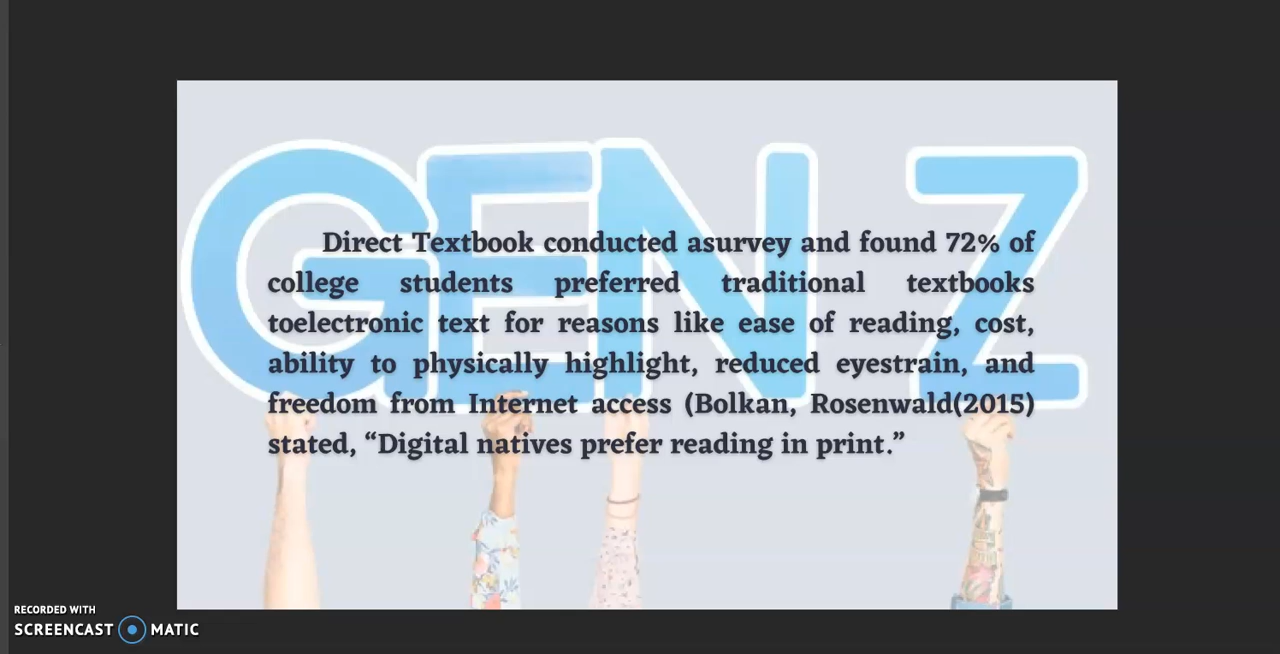 GEN Z
Direct Textbook conducted asurvey and found 72% of
college students preferred traditional textbooks
toelectronic text for reasons like ease of reading, cost,
ability to physically highlight, reduced eyestrain, and
freedom from Internet access (Bolkan, Rosenwald(2015)
stated, “Digital natives prefer reading in print.”
RECORDED WITH
SCREENCAST MATIC